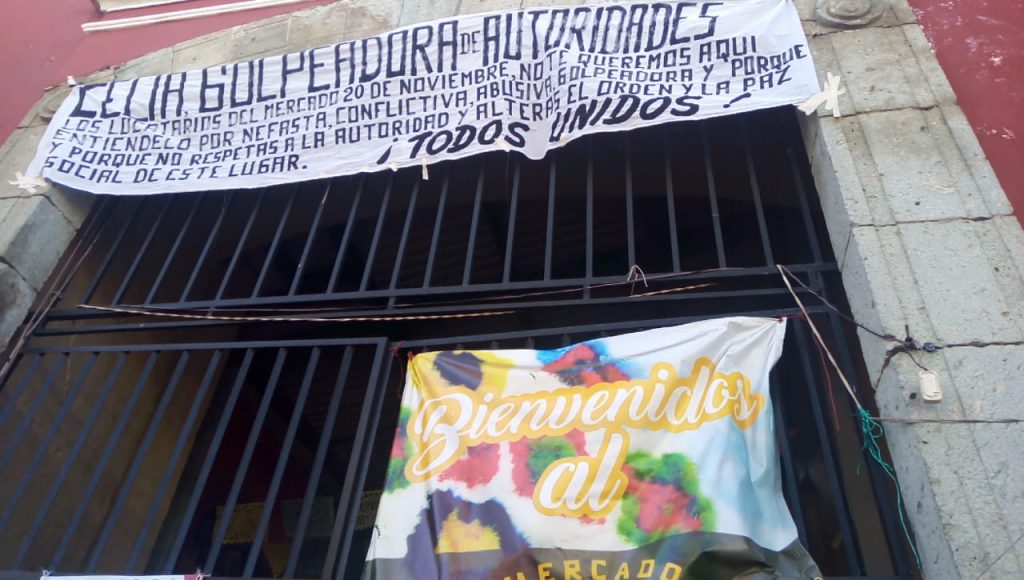 CELIA, GOLPEADORA DE AUTORIDADES
LOS LOCATARIOS DEL MERCADO 20 DE NOVIEMBRE, NO TE QUEREMOS AQUI
ENTIENDELO POR NEFASTA, CONFLICTIVA, ABUSIVA, GOLPEADORA Y PORQUE
Y PORQUE NO RESPETAS A LA AUTORIDAD Y ALTERAS EL ORDEN Y LA PAZ
SOCIAL DE ESTE LUGAR. ¡TODOS UNIDOS!
Bienvenidos
al
MERCADO